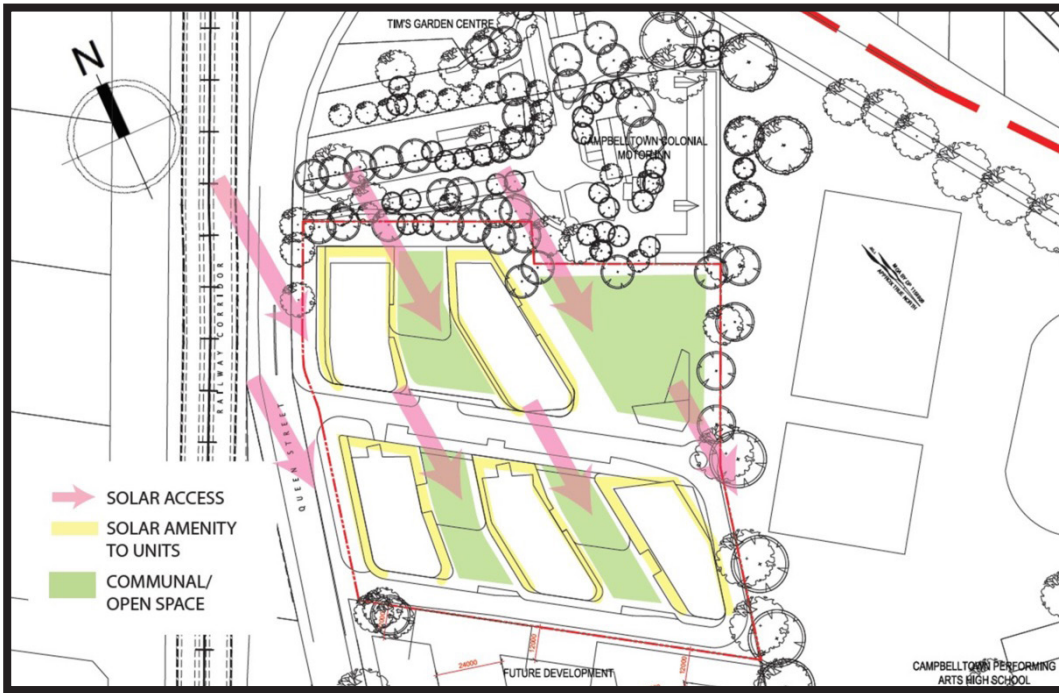 TIM'S GARDEN CENTRE
N
CAMPBELLTOWN COLONIAL
MOTOR INN
RAILWAY CORRIDOR
QUEEN STREET
SOLAR ACCESS
SOLAR AMENITY
TO UNITS
COMMUNAL/
OPEN SPACE
12000
24000
12000
FUTURE DEVELOPMENT
CAMPBELLTOWN PERFORMING
ARTS HIGH SCHOOL